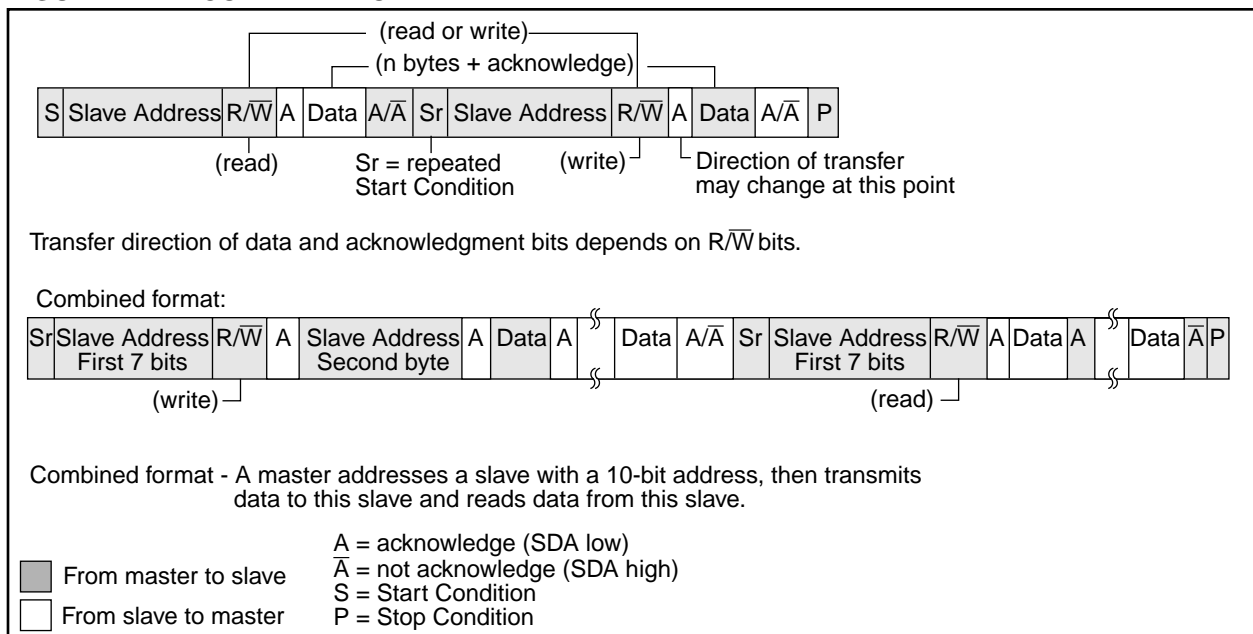 (read or write)
(n bytes + acknowledge)
S Slave Address R/W̅ A Data A/A̅ Sr Slave Address R/W̅ A Data A/A̅ P
(read) Sr = repeated (write) Direction of transfer
Start Condition may change at this point
Transfer direction of data and acknowledgment bits depends on R/W̅ bits.
Combined format:
Sr Slave Address R/W̅ A Slave Address A Data A Data A/A̅ Sr Slave Address R/W̅ A Data A Data A̅ P
First 7 bits Second byte First 7 bits
(write) (read)
Combined format - A master addresses a slave with a 10-bit address, then transmits
data to this slave and reads data from this slave.
A = acknowledge (SDA low)
From master to slave A̅ = not acknowledge (SDA high)
S = Start Condition
From slave to master P = Stop Condition